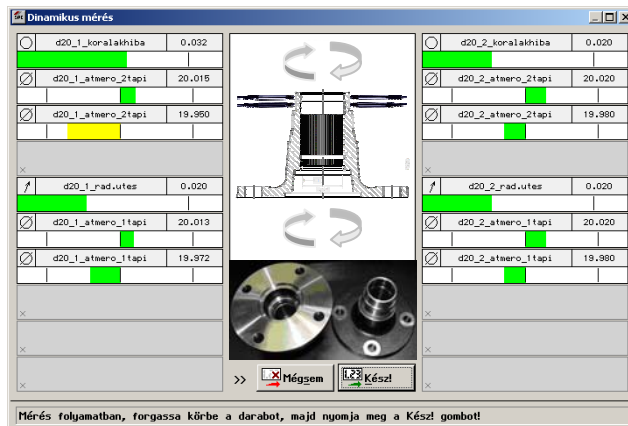 Dinamikus mérés
d20_1_koralakhiba 0.032
d20_1_atmero_2tapi 20.015
d20_1_atmero_2tapi 19.950
d20_1_rad.utes 0.020
d20_1_atmero_1tapi 20.013
d20_1_atmero_1tapi 19.972
d20_2_koralakhiba 0.020
d20_2_atmero_2tapi 20.020
d20_2_atmero_2tapi 19.980
d20_2_rad.utes 0.020
d20_2_atmero_1tapi 20.020
d20_2_atmero_1tapi 19.980
>> Mégsem 1.23 Kész!
Mérés folyamatban, forgassa körbe a darabot, majd nyomja meg a Kész! gombot!